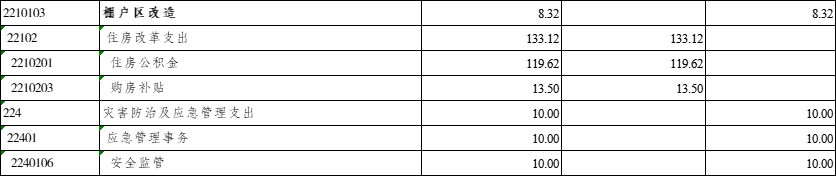 2210103 棚户区改造 8.32 8.32
22102 住房改革支出 133.12 133.12
2210201 住房公积金 119.62 119.62
2210203 购房补贴 13.50 13.50
224 灾害防治及应急管理支出 10.00 10.00
22401 应急管理事务 10.00 10.00
2240106 安全监管 10.00 10.00